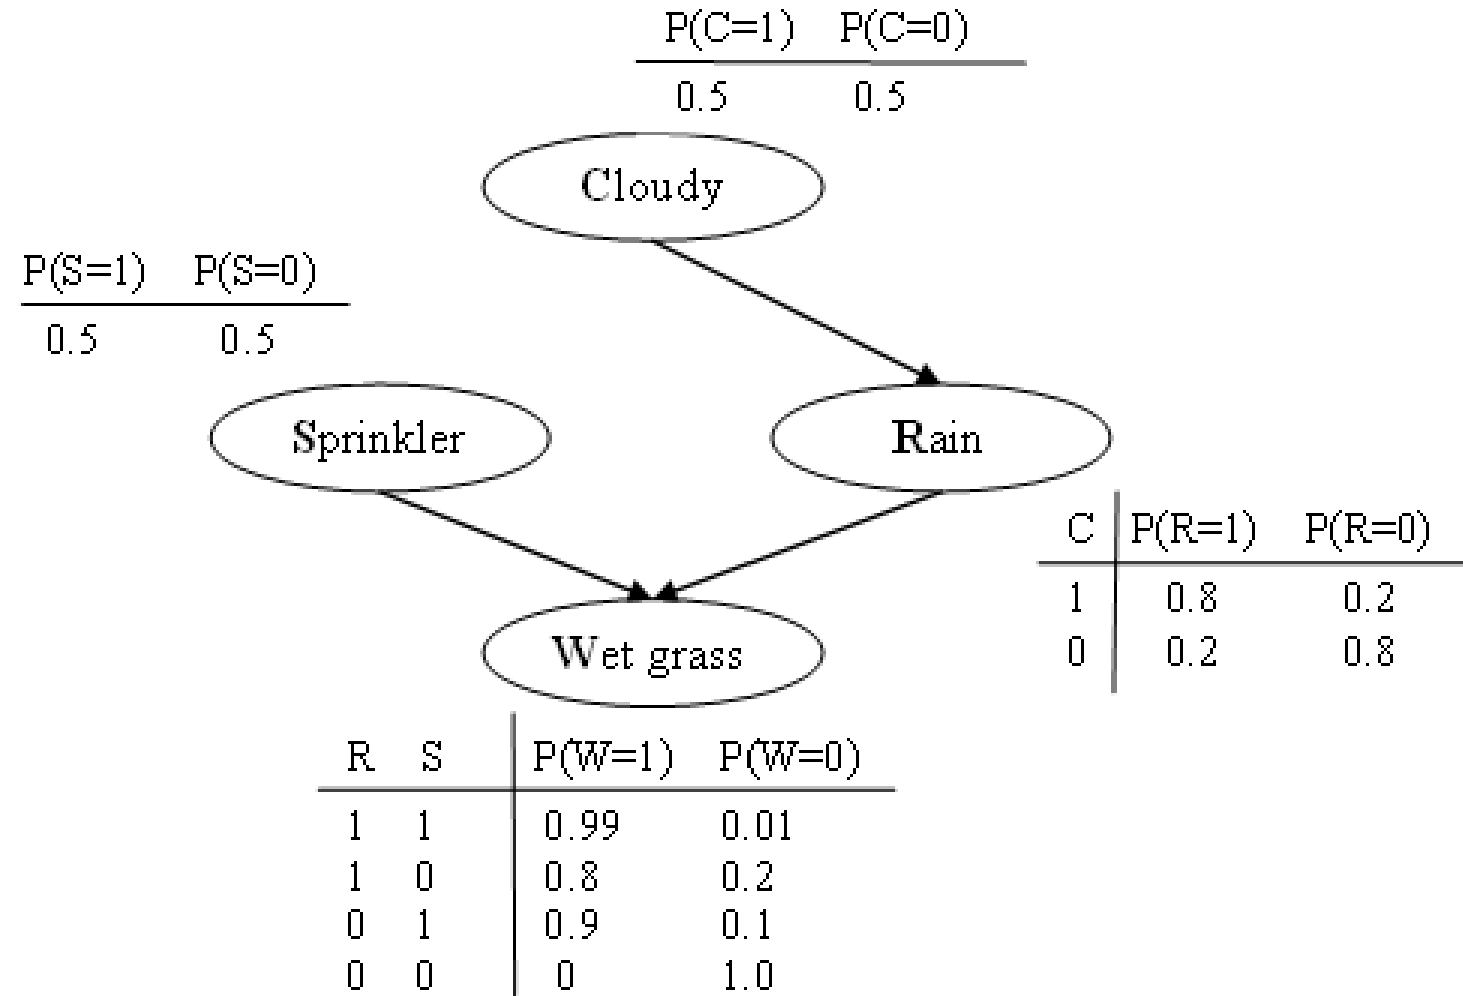 P(C=1) P(C=0)
0.5 0.5
Cloudy
P(S=1) P(S=0)
0.5 0.5
Sprinkler
Rain
C P(R=1) P(R=0)
1 0.8 0.2
0 0.2 0.8
Wet grass
R S P(W=1) P(W=0)
1 1 0.99 0.01
1 0 0.8 0.2
0 1 0.9 0.1
0 0 0 1.0